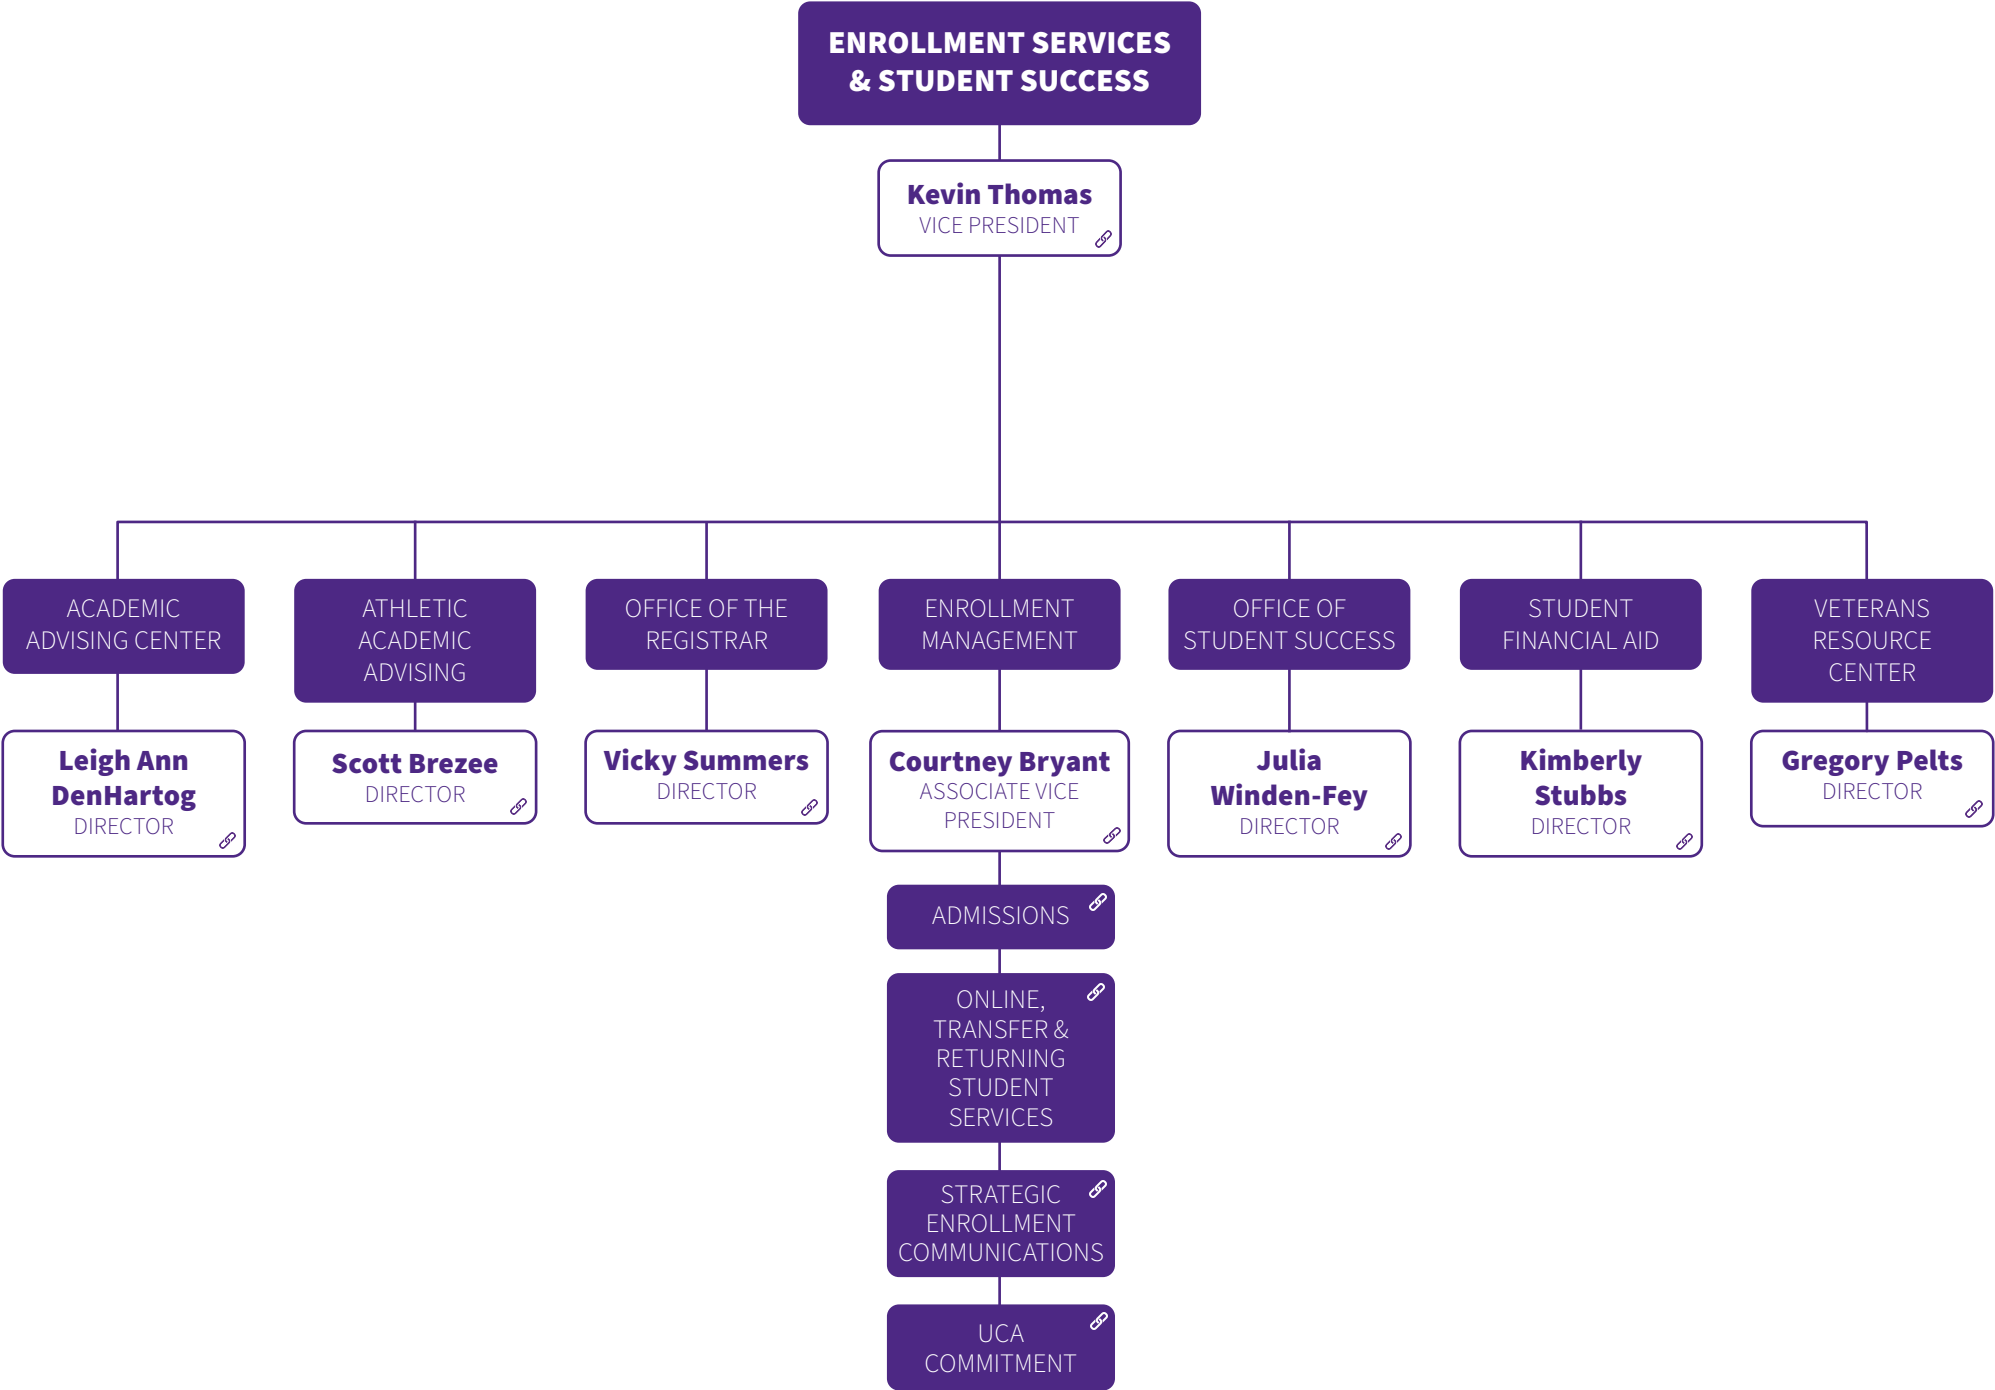 ENROLLMENT SERVICES
& STUDENT SUCCESS
Kevin Thomas
VICE PRESIDENT
ACADEMIC
ADVISING CENTER
Leigh Ann
DenHartog
DIRECTOR
ATHLETIC
ACADEMIC
ADVISING
Scott Brezee
DIRECTOR
OFFICE OF THE
REGISTRAR
Vicky Summers
DIRECTOR
ENROLLMENT
MANAGEMENT
Courtney Bryant
ASSOCIATE VICE
PRESIDENT
ADMISSIONS
ONLINE,
TRANSFER &
RETURNING
STUDENT
SERVICES
STRATEGIC
ENROLLMENT
COMMUNICATIONS
UCA
COMMITMENT
OFFICE OF
STUDENT SUCCESS
Julia
Winden-Fey
DIRECTOR
STUDENT
FINANCIAL AID
Kimberly
Stubbs
DIRECTOR
VETERANS
RESOURCE
CENTER
Gregory Pelts
DIRECTOR